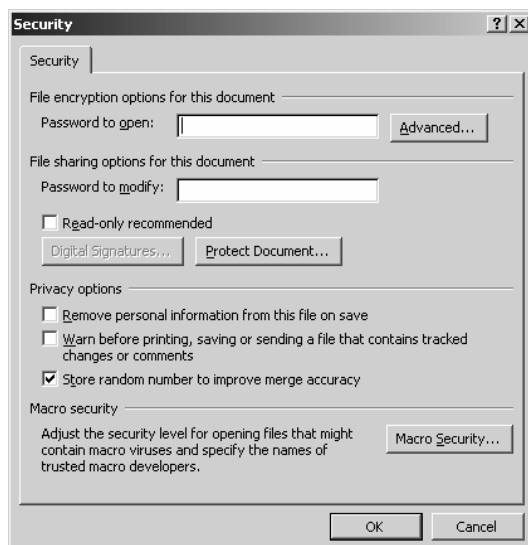 Security
Security
File encryption options for this document
Password to open:
Advanced...
File sharing options for this document
Password to modify:
Read-only recommended
Digital Signatures...
Protect Document...
Privacy options
Remove personal information from this file on save
Warn before printing, saving or sending a file that contains tracked
changes or comments
Store random number to improve merge accuracy
Macro security
Adjust the security level for opening files that might
contain macro viruses and specify the names of
trusted macro developers.
Macro Security...
OK
Cancel